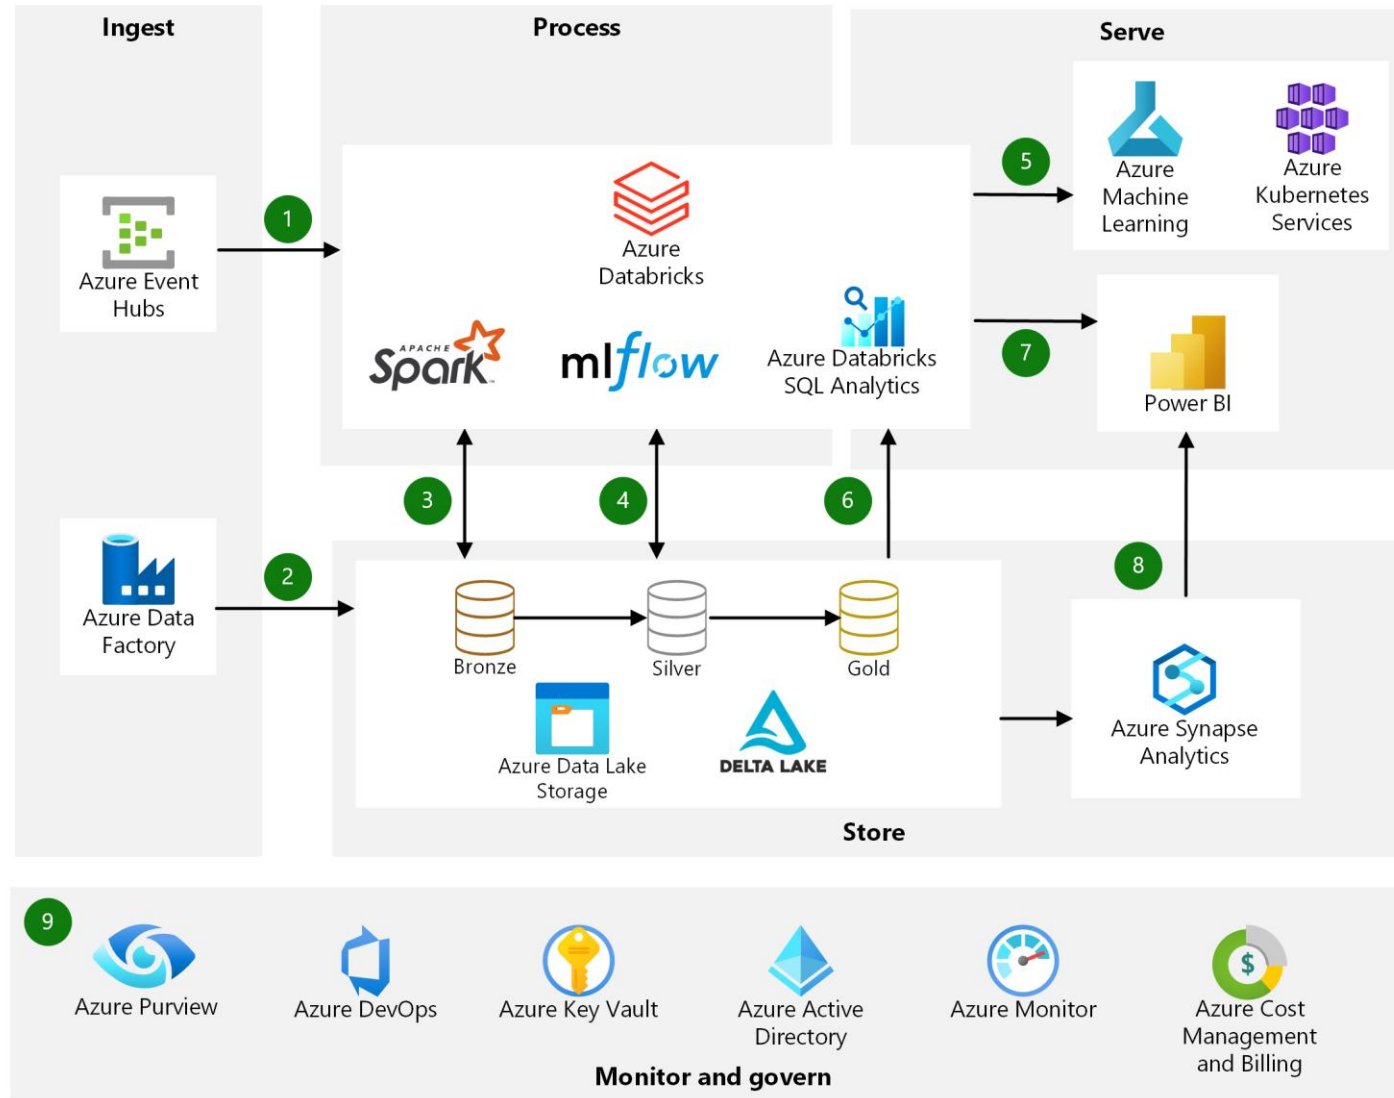 Ingest
Process
Serve
Azure
Machine
Learning
Azure
Kubernetes
Services
5
1
Azure Event
Hubs
Azure
Databricks
APACHE
Spark
mlflow
Azure Databricks
SQL Analytics
7
Power BI
3
4
6
2
8
Azure Data
Factory
Bronze
Silver
Gold
Azure Data Lake
Storage
DELTA LAKE
Azure Synapse
Analytics
Store
9
Azure Purview
Azure DevOps
Azure Key Vault
Azure Active
Directory
Azure Monitor
$
Azure Cost
Management
and Billing
Monitor and govern